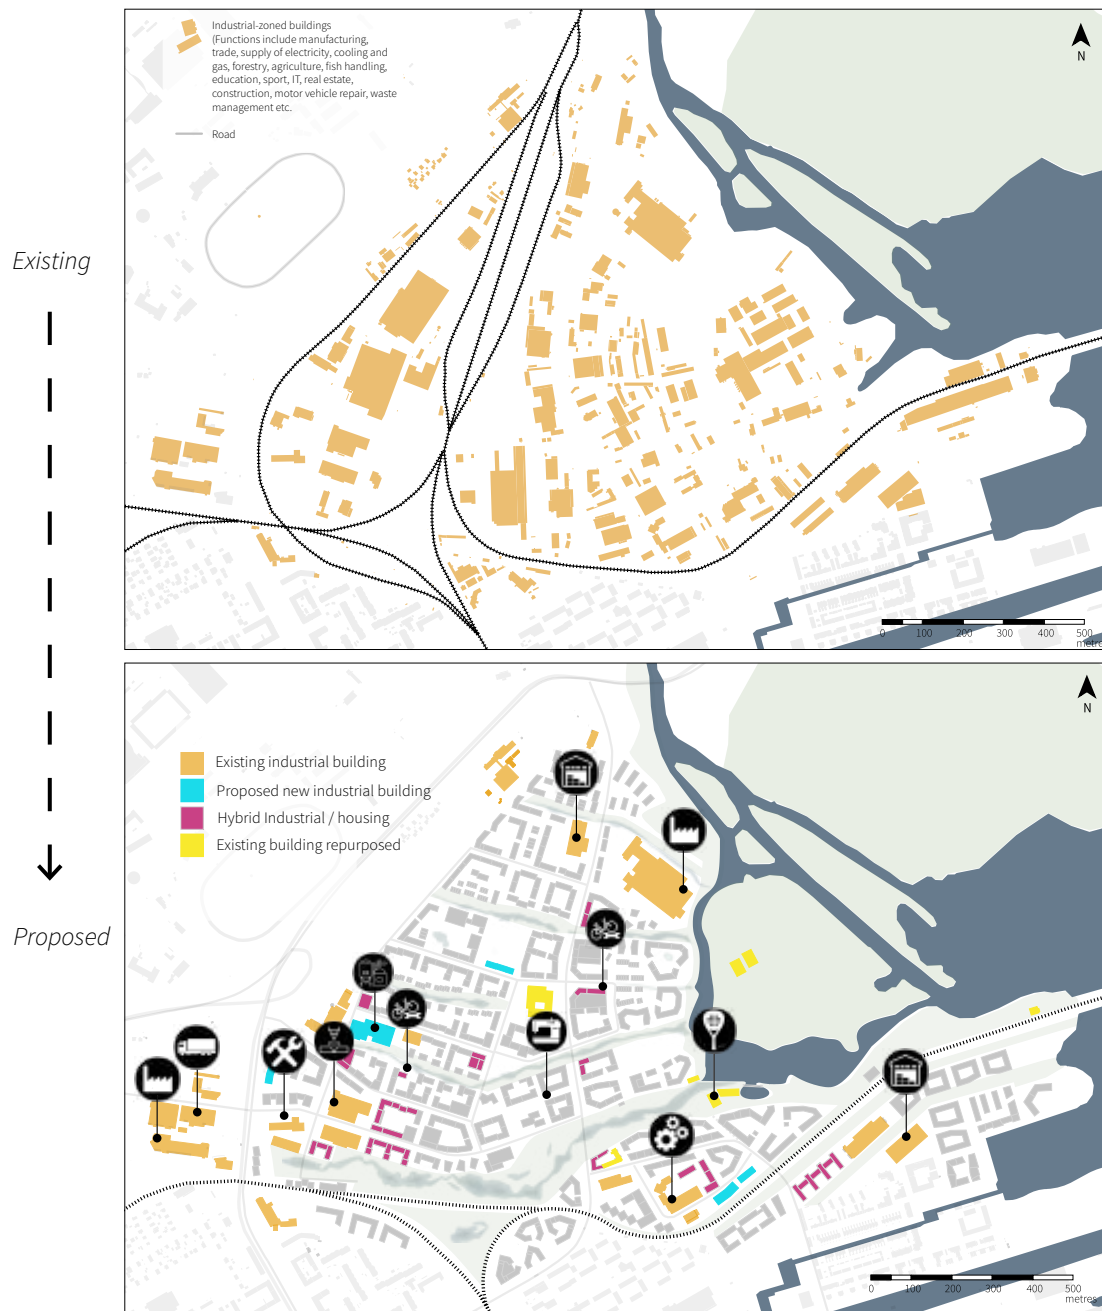 Industrial-zoned buildings
(Functions include manufacturing,
trade, supply of electricity, cooling and
gas, forestry, agriculture, fish handling,
education, sport, IT, real estate,
construction, motor vehicle repair, waste
management etc.
Road
N
Existing
0 100 200 300 400 500
metres
N
Existing industrial building
Proposed new industrial building
Hybrid Industrial / housing
Existing building repurposed
Proposed
0 100 200 300 400 500
metres